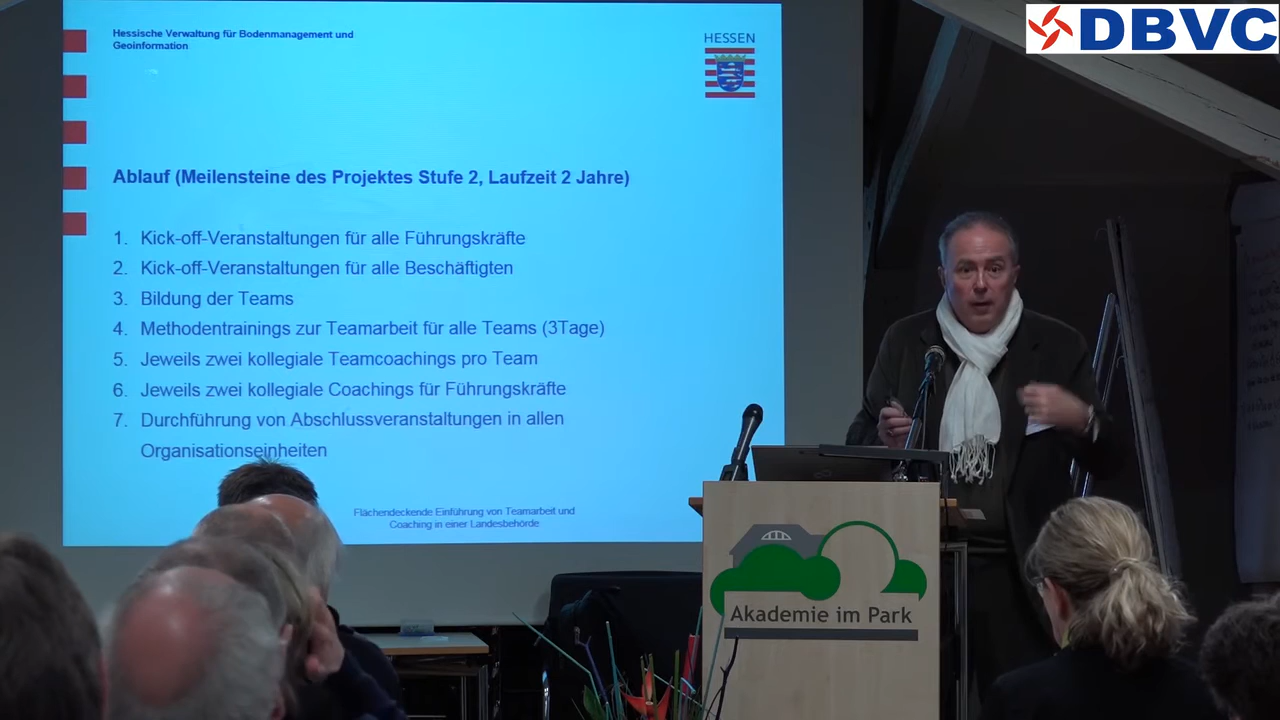 DBVC
Hessische Verwaltung für Bodenmanagement und
Geoinformation
HESSEN
Ablauf (Meilensteine des Projektes Stufe 2, Laufzeit 2 Jahre)
1. Kick-off-Veranstaltungen für alle Führungskräfte
2. Kick-off-Veranstaltungen für alle Beschäftigten
3. Bildung der Teams
4. Methodentrainings zur Teamarbeit für alle Teams (3Tage)
5. Jeweils zwei kollegiale Teamcoachings pro Team
6. Jeweils zwei kollegiale Coachings für Führungskräfte
7. Durchführung von Abschlussveranstaltungen in allen
Organisationseinheiten
Flächendeckende Einführung von Teamarbeit und
Coaching in einer Landesbehörde
Akademie im Park